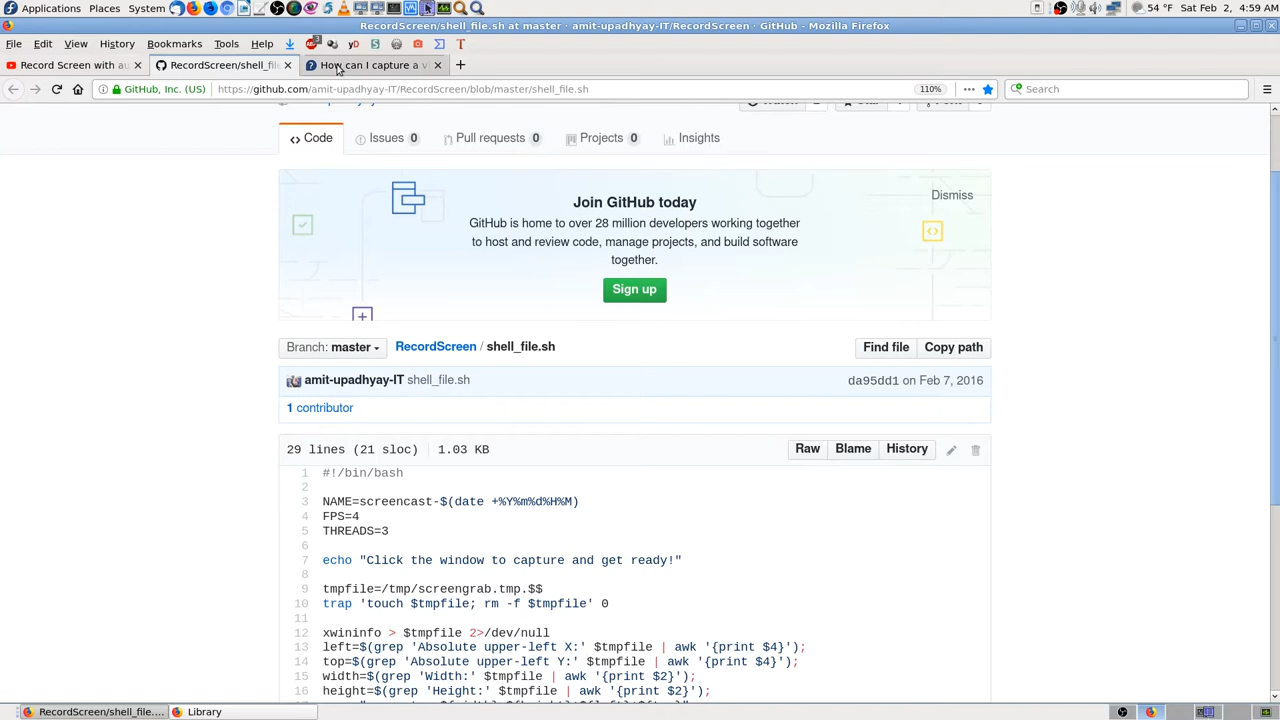 Applications Places System 54 °F Sat Feb 2, 4:59 AM
RecordScreen/shell_file.sh at master · amit-upadhyay-IT/RecordScreen · GitHub - Mozilla Firefox
File Edit View History Bookmarks Tools Help 3 yD S T
Record Screen with au RecordScreen/shell_fil How can I capture a v
GitHub, Inc. (US) https://github.com/amit-upadhyay-IT/RecordScreen/blob/master/shell_file.sh 110% Search
Code Issues 0 Pull requests 0 Projects 0 Insights
Join GitHub today
Dismiss
GitHub is home to over 28 million developers working together
to host and review code, manage projects, and build software
together.
Sign up
Branch: master RecordScreen / shell_file.sh Find file Copy path
amit-upadhyay-IT shell_file.sh da95dd1 on Feb 7, 2016
1 contributor
29 lines (21 sloc) 1.03 KB Raw Blame History
1 #!/bin/bash
2
3 NAME=screencast-$(date +%Y%m%d%H%M)
4 FPS=4
5 THREADS=3
6
7 echo "Click the window to capture and get ready!"
8
9 tmpfile=/tmp/screengrab.tmp.$$
10 trap 'touch $tmpfile; rm -f $tmpfile' 0
11
12 xwininfo > $tmpfile 2>/dev/null
13 left=$(grep 'Absolute upper-left X:' $tmpfile | awk '{print $4}');
14 top=$(grep 'Absolute upper-left Y:' $tmpfile | awk '{print $4}');
15 width=$(grep 'Width:' $tmpfile | awk '{print $2}');
16 height=$(grep 'Height:' $tmpfile | awk '{print $2}');
RecordScreen/shell_file.... Library